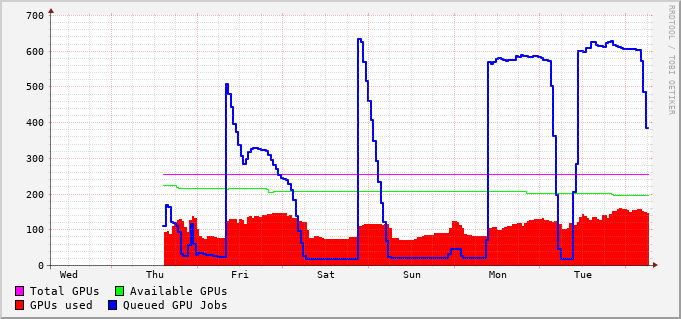 700
600
500
400
300
200
100
0
Wed Thu Fri Sat Sun Mon Tue
Total GPUs Available GPUs
GPUs used Queued GPU Jobs
RRDTOOL / TOBI OETIKER